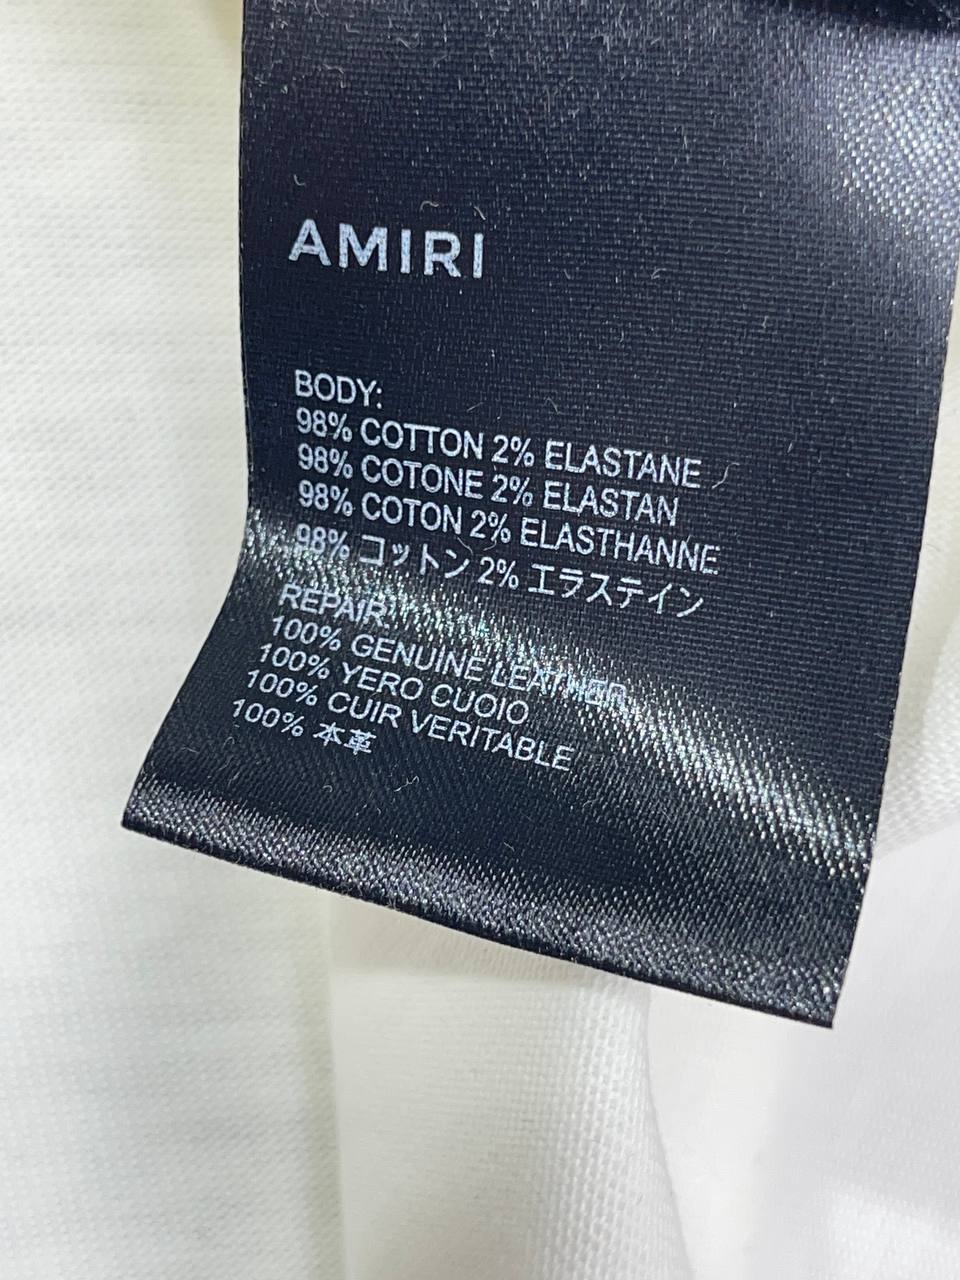 AMIRI
BODY:
98% COTTON 2% ELASTANE
98% COTONE 2% ELASTAN
98% COTON 2% ELASTHANNE
98% コットン 2% エラステイン
REPAIR:
100% GENUINE LEATHER
100% YERO CUOIO
100% CUIR VERITABLE
100% 本革